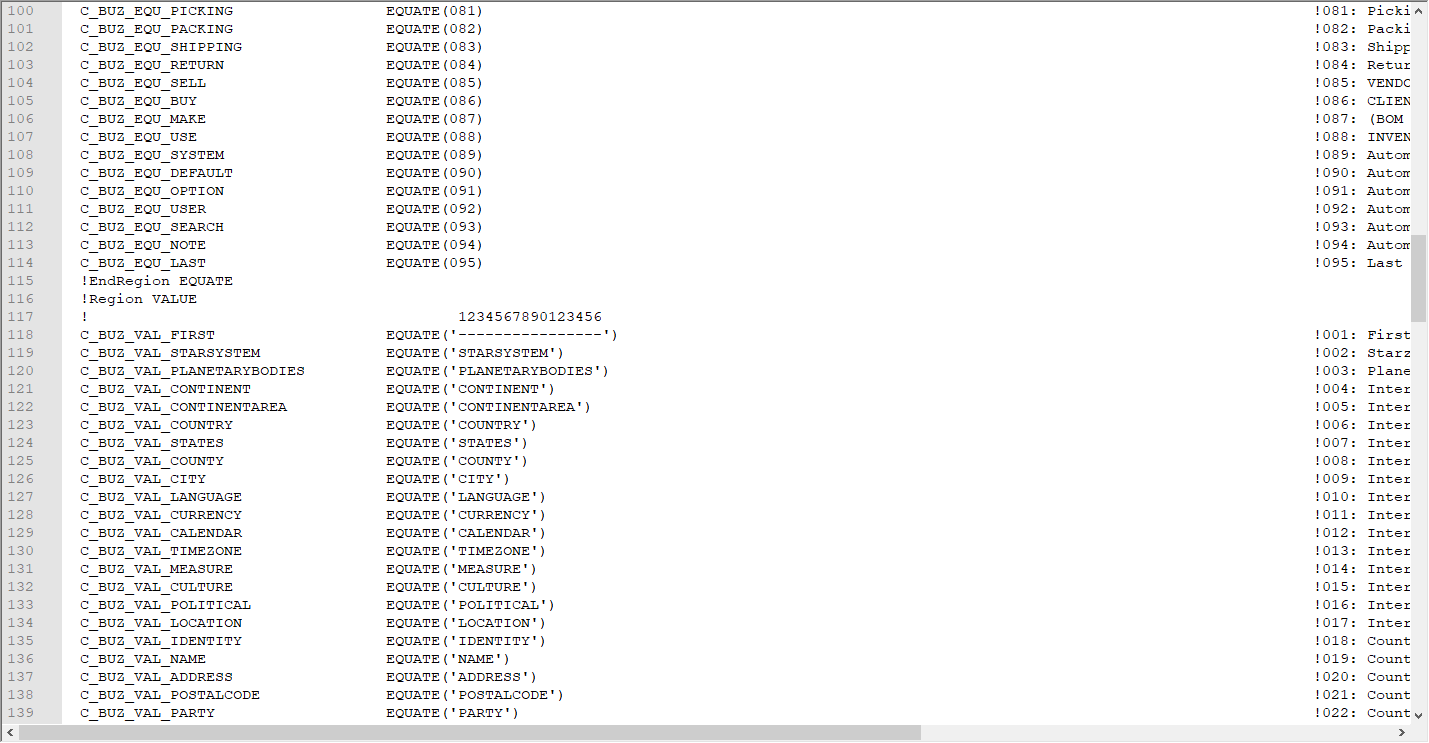 100 C_BUZ_EQU_PICKING EQUATE(081) !081: Picki
101 C_BUZ_EQU_PACKING EQUATE(082) !082: Packi
102 C_BUZ_EQU_SHIPPING EQUATE(083) !083: Shipp
103 C_BUZ_EQU_RETURN EQUATE(084) !084: Retur
104 C_BUZ_EQU_SELL EQUATE(085) !085: VENDO
105 C_BUZ_EQU_BUY EQUATE(086) !086: CLIEN
106 C_BUZ_EQU_MAKE EQUATE(087) !087: (BOM
107 C_BUZ_EQU_USE EQUATE(088) !088: INVEN
108 C_BUZ_EQU_SYSTEM EQUATE(089) !089: Autom
109 C_BUZ_EQU_DEFAULT EQUATE(090) !090: Autom
110 C_BUZ_EQU_OPTION EQUATE(091) !091: Autom
111 C_BUZ_EQU_USER EQUATE(092) !092: Autom
112 C_BUZ_EQU_SEARCH EQUATE(093) !093: Autom
113 C_BUZ_EQU_NOTE EQUATE(094) !094: Autom
114 C_BUZ_EQU_LAST EQUATE(095) !095: Last
115 !EndRegion EQUATE
116 !Region VALUE
117 ! 1234567890123456
118 C_BUZ_VAL_FIRST EQUATE('----------------') !001: First
119 C_BUZ_VAL_STARSYSTEM EQUATE('STARSYSTEM') !002: Starz
120 C_BUZ_VAL_PLANETARYBODIES EQUATE('PLANETARYBODIES') !003: Plane
121 C_BUZ_VAL_CONTINENT EQUATE('CONTINENT') !004: Inter
122 C_BUZ_VAL_CONTINENTAREA EQUATE('CONTINENTAREA') !005: Inter
123 C_BUZ_VAL_COUNTRY EQUATE('COUNTRY') !006: Inter
124 C_BUZ_VAL_STATES EQUATE('STATES') !007: Inter
125 C_BUZ_VAL_COUNTY EQUATE('COUNTY') !008: Inter
126 C_BUZ_VAL_CITY EQUATE('CITY') !009: Inter
127 C_BUZ_VAL_LANGUAGE EQUATE('LANGUAGE') !010: Inter
128 C_BUZ_VAL_CURRENCY EQUATE('CURRENCY') !011: Inter
129 C_BUZ_VAL_CALENDAR EQUATE('CALENDAR') !012: Inter
130 C_BUZ_VAL_TIMEZONE EQUATE('TIMEZONE') !013: Inter
131 C_BUZ_VAL_MEASURE EQUATE('MEASURE') !014: Inter
132 C_BUZ_VAL_CULTURE EQUATE('CULTURE') !015: Inter
133 C_BUZ_VAL_POLITICAL EQUATE('POLITICAL') !016: Inter
134 C_BUZ_VAL_LOCATION EQUATE('LOCATION') !017: Inter
135 C_BUZ_VAL_IDENTITY EQUATE('IDENTITY') !018: Count
136 C_BUZ_VAL_NAME EQUATE('NAME') !019: Count
137 C_BUZ_VAL_ADDRESS EQUATE('ADDRESS') !020: Count
138 C_BUZ_VAL_POSTALCODE EQUATE('POSTALCODE') !021: Count
139 C_BUZ_VAL_PARTY EQUATE('PARTY') !022: Count